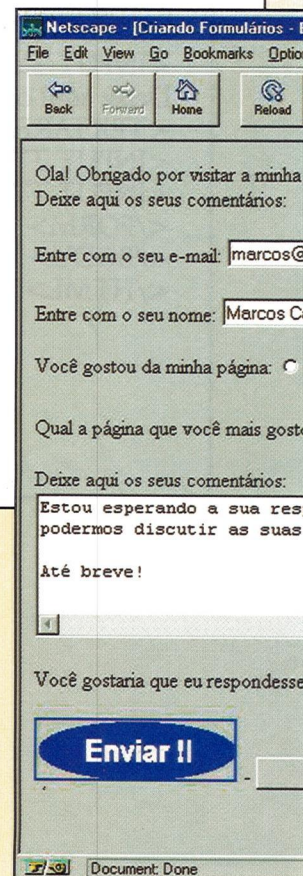 Netscape - [Criando Formulários -
File Edit View Go Bookmarks
Back Forward Home Reload
Ola! Obrigado por visitar a minha
Deixe aqui os seus comentários:
Entre com o seu e-mail: marcos@
Entre com o seu nome: Marcos
Você gostou da minha página:
Qual a página que você mais
Deixe aqui os seus comentários:
Estou esperando a sua
podermos discutir as suas
Até breve!
Você gostaria que eu respondesse
Enviar !!
-
Document: Done